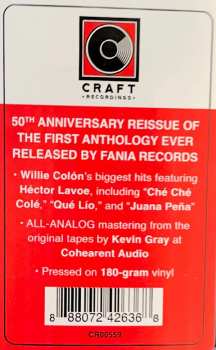 CRAFT
RECORDINGS
50TH ANNIVERSARY REISSUE OF
THE FIRST ANTHOLOGY EVER
RELEASED BY FANIA RECORDS
• Willie Colón's biggest hits featuring
Héctor Lavoe, including "Ché Ché
Colé," "Qué Lío," and "Juana Peña"
• ALL-ANALOG mastering from the
original tapes by Kevin Gray at
Cohearent Audio
• Pressed on 180-gram vinyl
8 88072 42636 8
CR00559